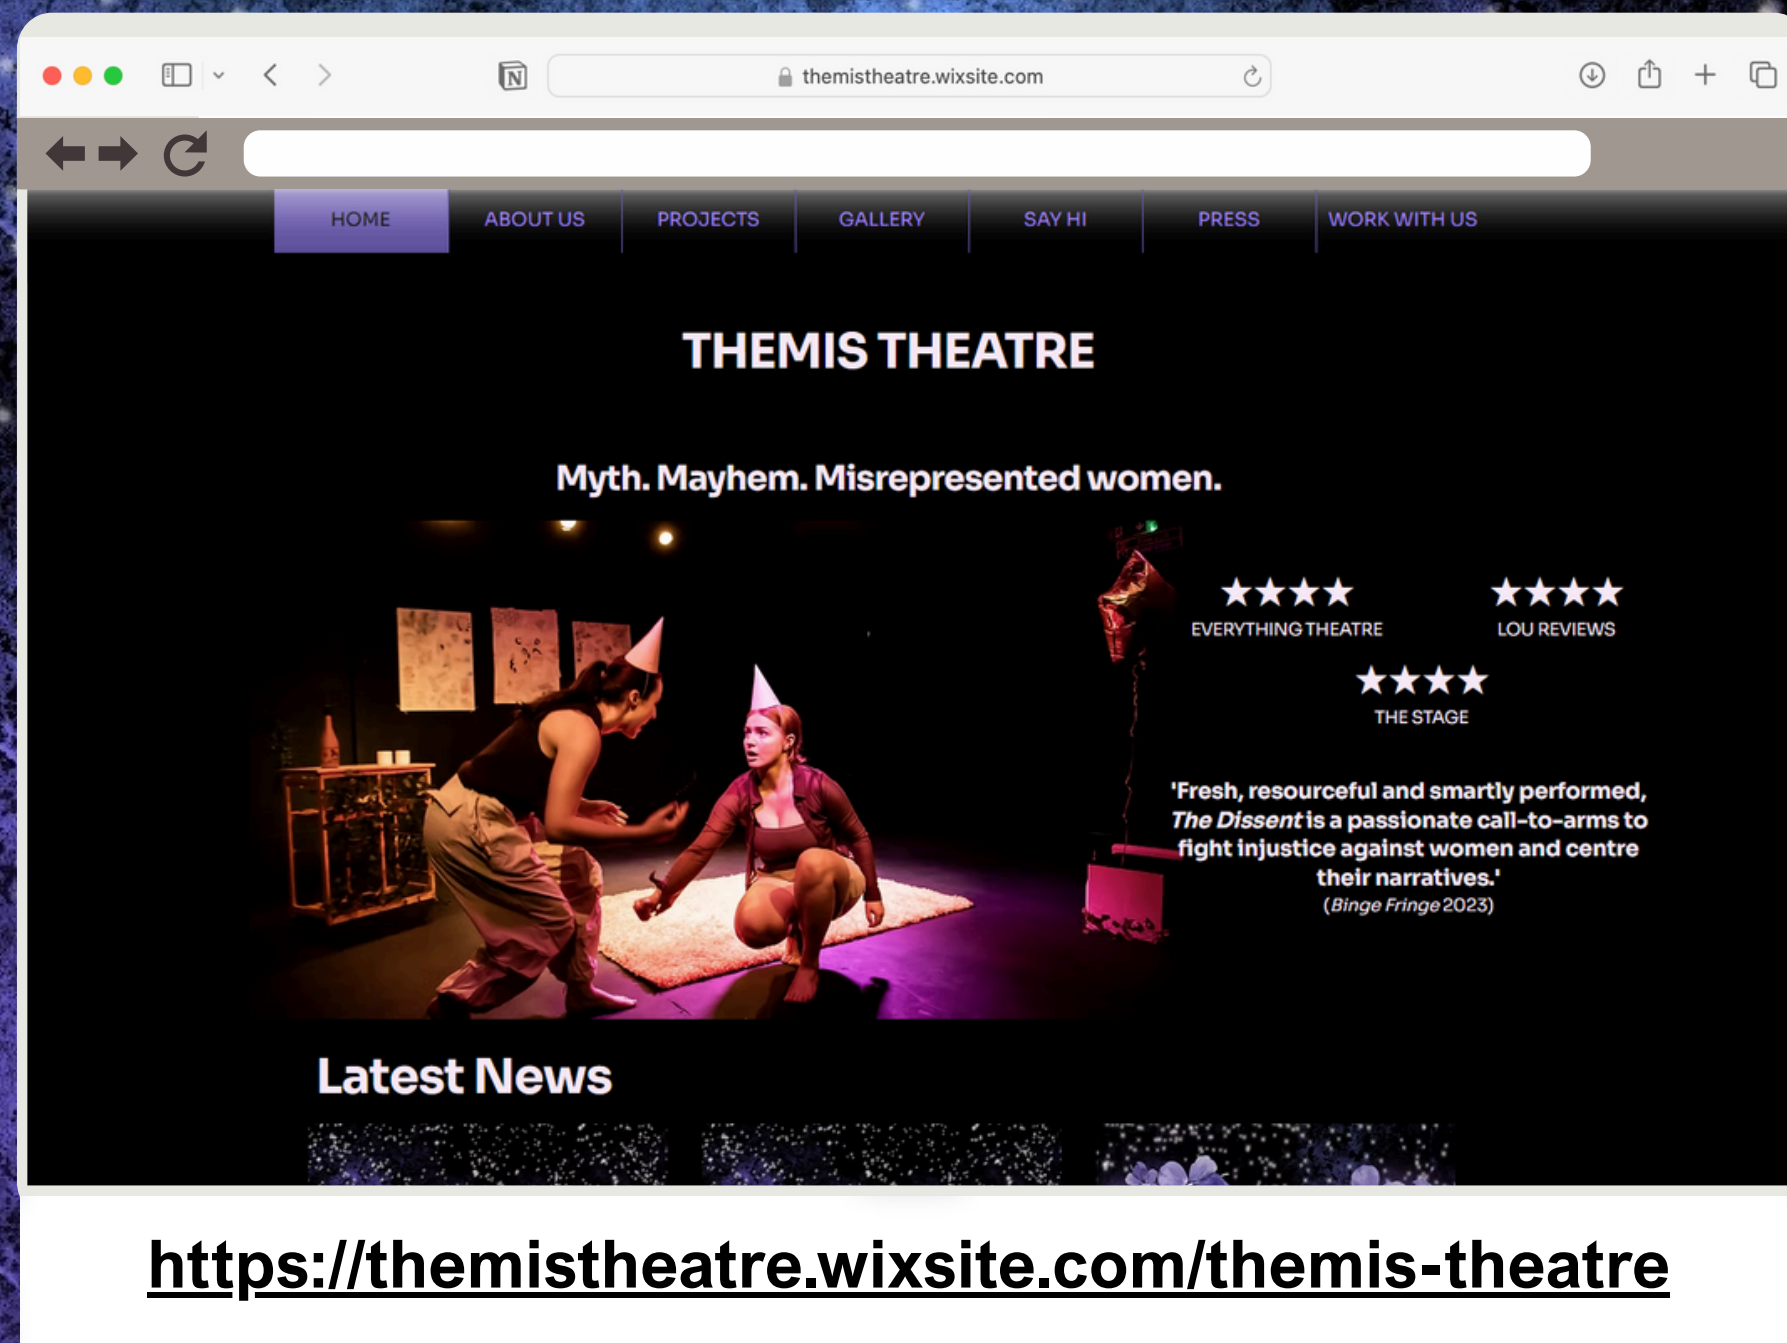 themistheatre.wixsite.com
HOME ABOUT US PROJECTS GALLERY SAY HI PRESS WORK WITH US
THEMIS THEATRE
Myth. Mayhem. Misrepresented women.
★★★★ ★★★★
EVERYTHING THEATRE LOU REVIEWS
★★★★
THE STAGE
'Fresh, resourceful and smartly performed,
The Dissent is a passionate call-to-arms to
fight injustice against women and centre
their narratives.'
(Binge Fringe 2023)
Latest News
https://themistheatre.wixsite.com/themis-theatre